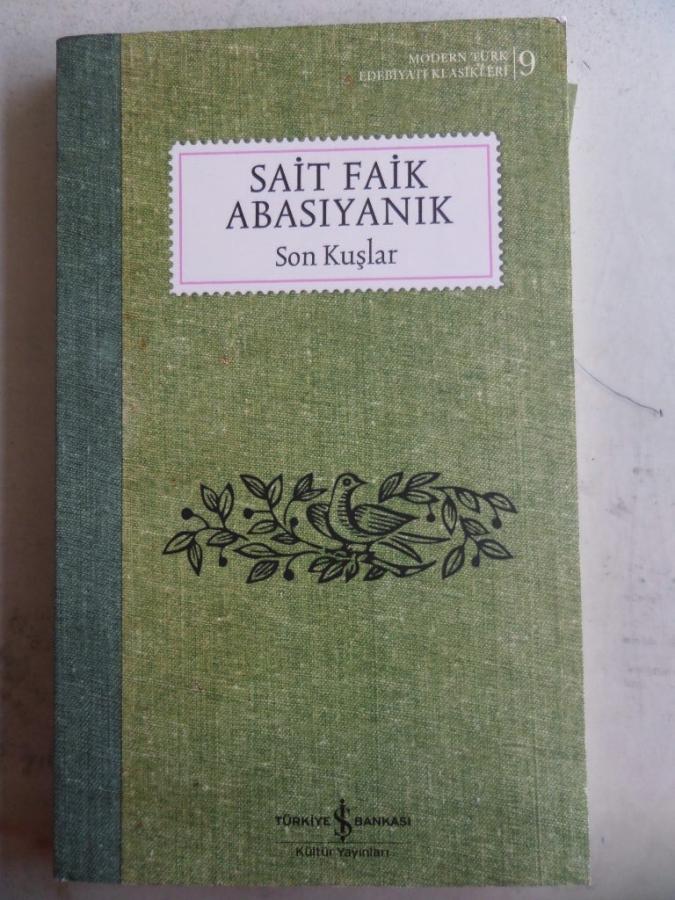 MODERN TÜRK
EDEBİYATI KLASİKLERİ | 9
SAİT FAİK
ABASIYANIK
Son Kuşlar
TÜRKİYE İŞ BANKASI
Kültür Yayınları